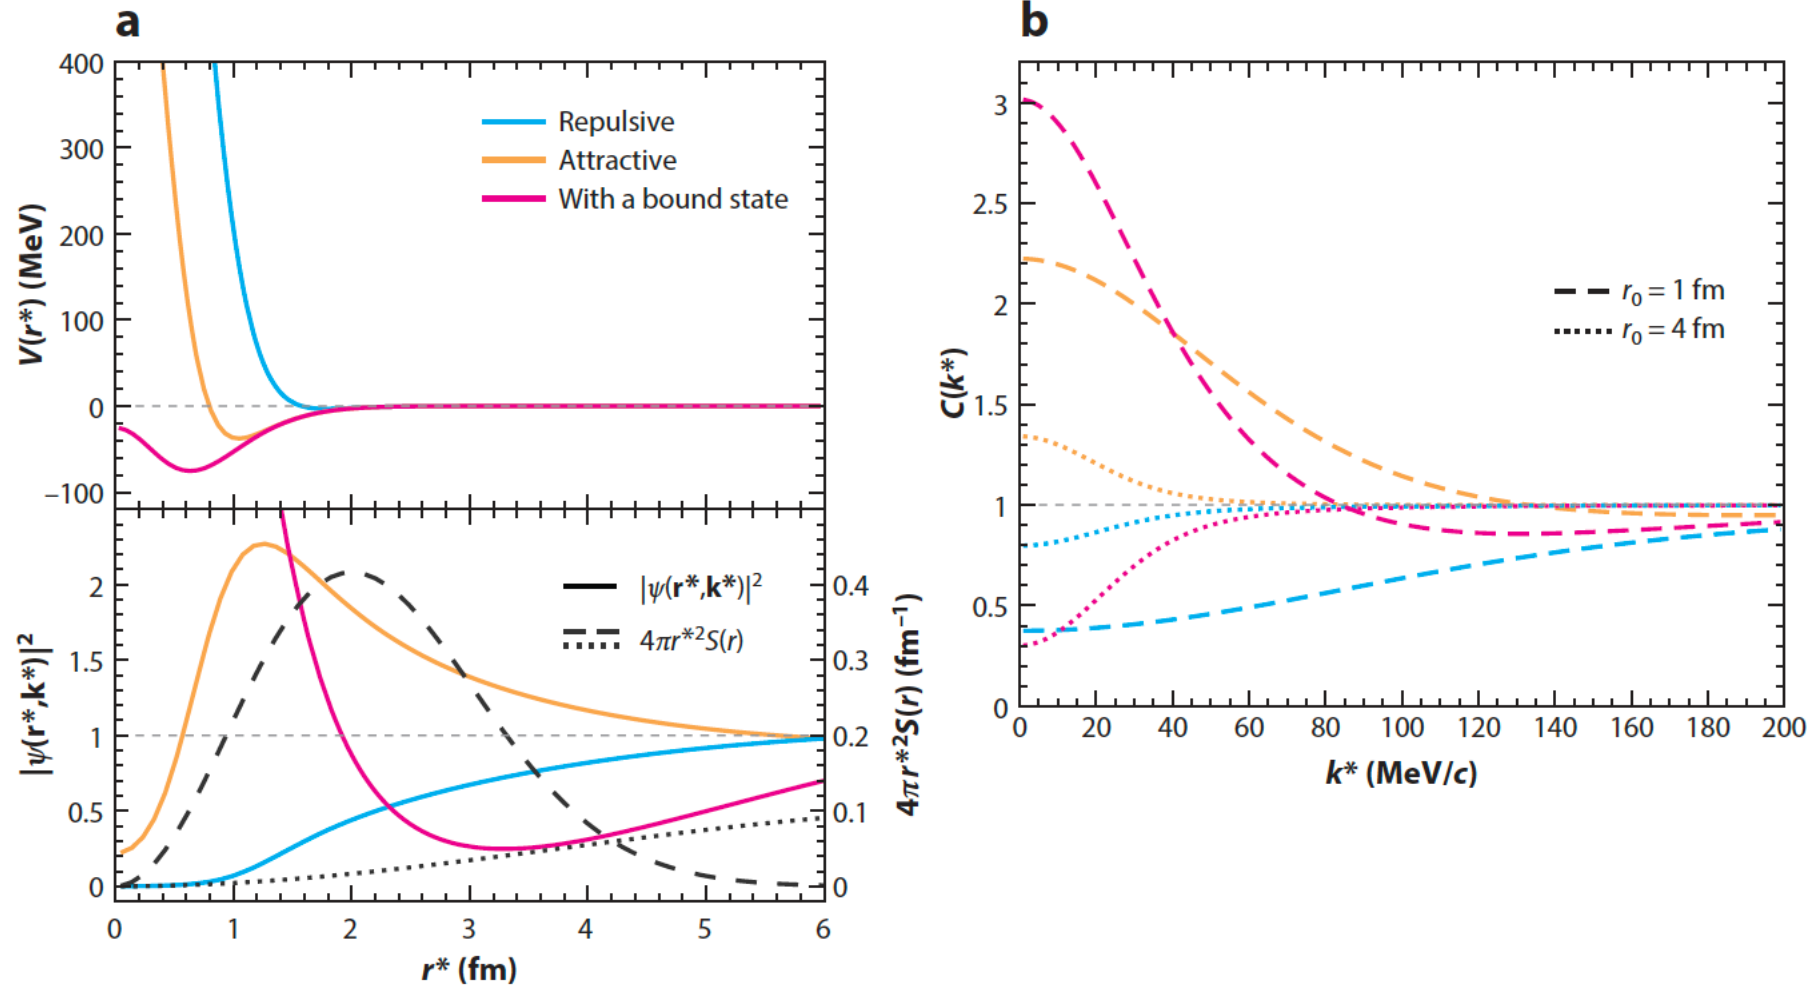 a
400
300
200
100
0
−100
V(r*) (MeV)
Repulsive
Attractive
With a bound state
2
1.5
1
0.5
0
|ψ(r*,k*)|²
|ψ(r*,k*)|²
4πr*²S(r)
0.4
0.3
0.2
0.1
0
4πr*²S(r) (fm⁻¹)
0 1 2 3 4 5 6
r* (fm)
b
3
2.5
2
1.5
1
0.5
0
C(k*)
r₀ = 1 fm
r₀ = 4 fm
0 20 40 60 80 100 120 140 160 180 200
k* (MeV/c)